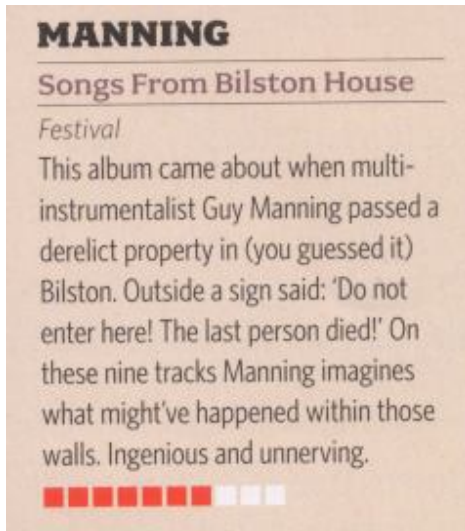 MANNING
Songs From Bilston House
Festival
This album came about when multi-
instrumentalist Guy Manning passed a
derelict property in (you guessed it)
Bilston. Outside a sign said: ‘Do not
enter here! The last person died!’ On
these nine tracks Manning imagines
what might’ve happened within those
walls. Ingenious and unnerving.